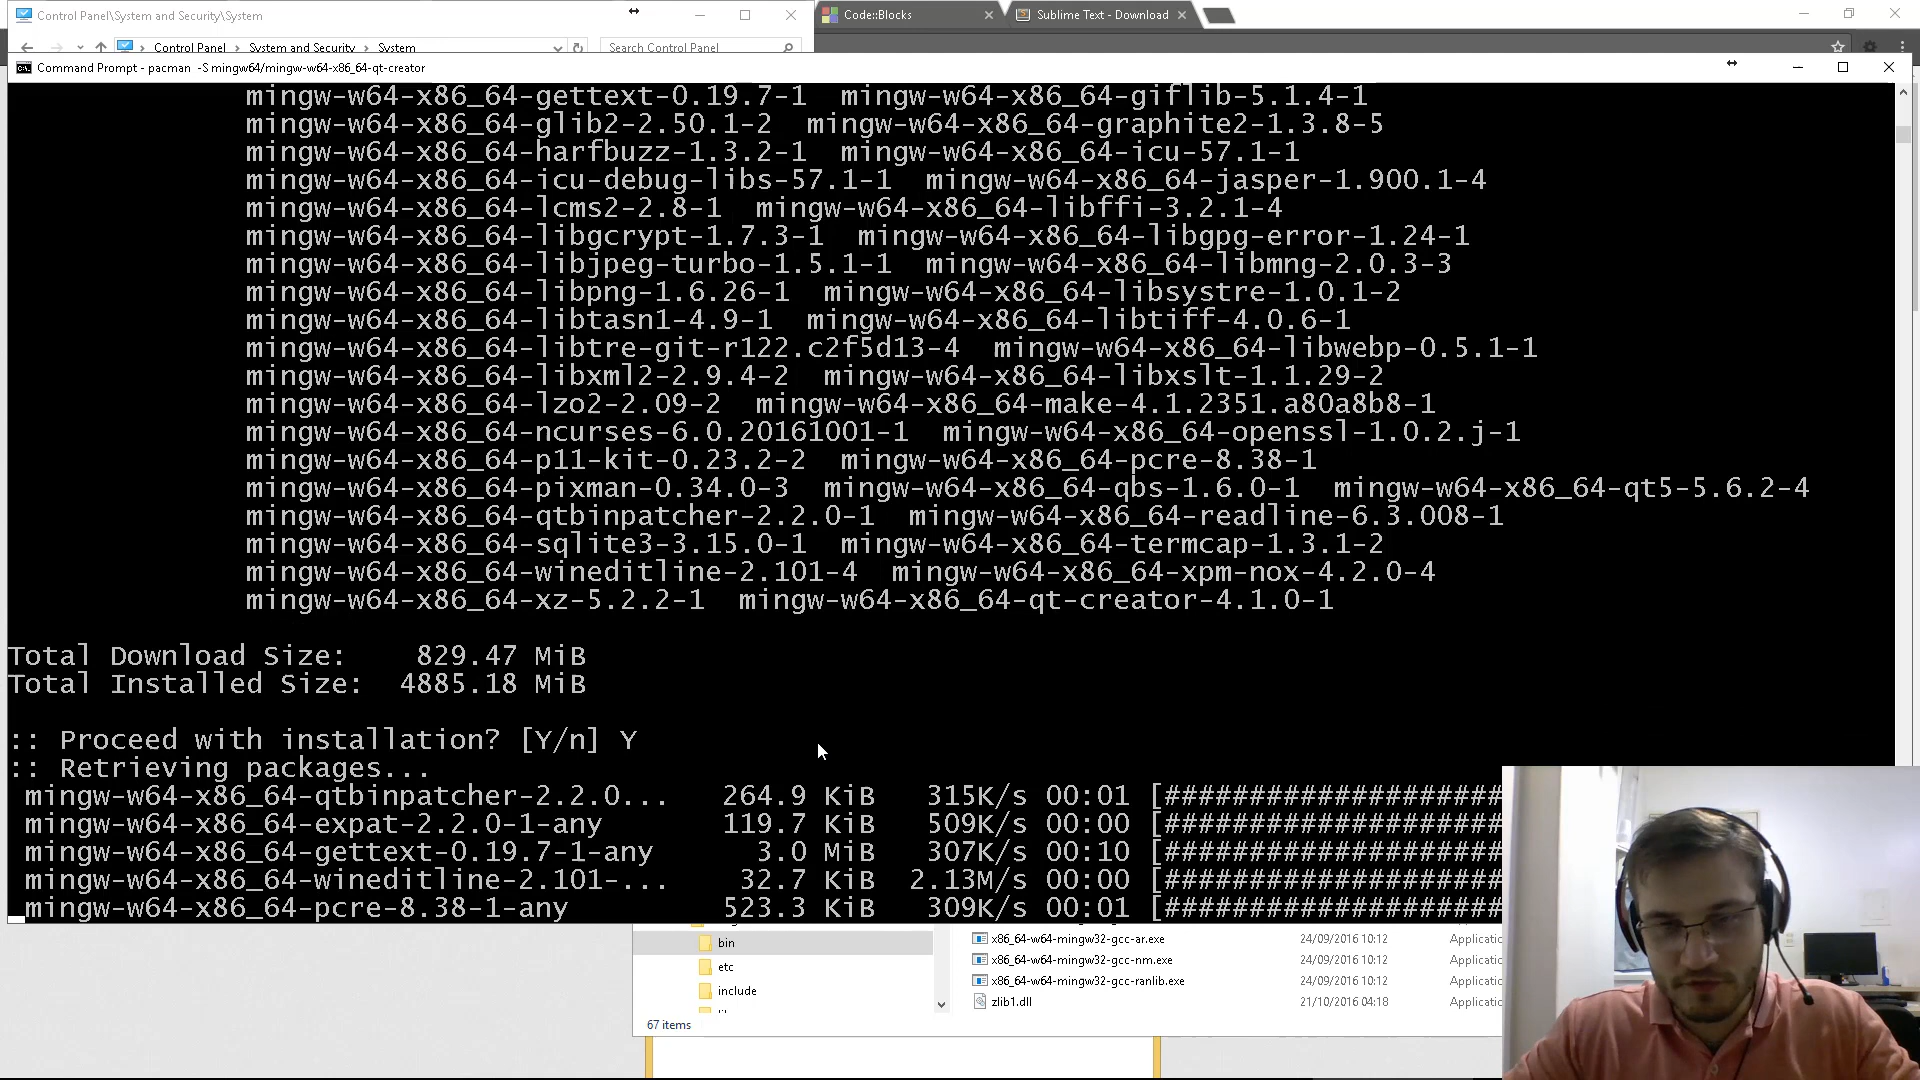 Control Panel\System and Security\System
Code::Blocks
Sublime Text - Download
Control Panel > System and Security > System
Search Control Panel
Command Prompt - pacman -S mingw64/mingw-w64-x86_64-qt-creator
mingw-w64-x86_64-gettext-0.19.7-1 mingw-w64-x86_64-giflib-5.1.4-1
mingw-w64-x86_64-glib2-2.50.1-2 mingw-w64-x86_64-graphite2-1.3.8-5
mingw-w64-x86_64-harfbuzz-1.3.2-1 mingw-w64-x86_64-icu-57.1-1
mingw-w64-x86_64-icu-debug-libs-57.1-1 mingw-w64-x86_64-jasper-1.900.1-4
mingw-w64-x86_64-lcms2-2.8-1 mingw-w64-x86_64-libffi-3.2.1-4
mingw-w64-x86_64-libgcrypt-1.7.3-1 mingw-w64-x86_64-libgpg-error-1.24-1
mingw-w64-x86_64-libjpeg-turbo-1.5.1-1 mingw-w64-x86_64-libmng-2.0.3-3
mingw-w64-x86_64-libpng-1.6.26-1 mingw-w64-x86_64-libsystre-1.0.1-2
mingw-w64-x86_64-libtasn1-4.9-1 mingw-w64-x86_64-libtiff-4.0.6-1
mingw-w64-x86_64-libtre-git-r122.c2f5d13-4 mingw-w64-x86_64-libwebp-0.5.1-1
mingw-w64-x86_64-libxml2-2.9.4-2 mingw-w64-x86_64-libxslt-1.1.29-2
mingw-w64-x86_64-lzo2-2.09-2 mingw-w64-x86_64-make-4.1.2351.a80a8b8-1
mingw-w64-x86_64-ncurses-6.0.20161001-1 mingw-w64-x86_64-openssl-1.0.2.j-1
mingw-w64-x86_64-p11-kit-0.23.2-2 mingw-w64-x86_64-pcre-8.38-1
mingw-w64-x86_64-pixman-0.34.0-3 mingw-w64-x86_64-qbs-1.6.0-1 mingw-w64-x86_64-qt5-5.6.2-4
mingw-w64-x86_64-qtbinpatcher-2.2.0-1 mingw-w64-x86_64-readline-6.3.008-1
mingw-w64-x86_64-sqlite3-3.15.0-1 mingw-w64-x86_64-termcap-1.3.1-2
mingw-w64-x86_64-wineditline-2.101-4 mingw-w64-x86_64-xpm-nox-4.2.0-4
mingw-w64-x86_64-xz-5.2.2-1 mingw-w64-x86_64-qt-creator-4.1.0-1
Total Download Size: 829.47 MiB
Total Installed Size: 4885.18 MiB
:: Proceed with installation? [Y/n] Y
:: Retrieving packages...
mingw-w64-x86_64-qtbinpatcher-2.2.0... 264.9 KiB 315K/s 00:01 [####################
mingw-w64-x86_64-expat-2.2.0-1-any 119.7 KiB 509K/s 00:00 [####################
mingw-w64-x86_64-gettext-0.19.7-1-any 3.0 MiB 307K/s 00:10 [####################
mingw-w64-x86_64-wineditline-2.101-... 32.7 KiB 2.13M/s 00:00 [####################
mingw-w64-x86_64-pcre-8.38-1-any 523.3 KiB 309K/s 00:01 [####################
bin
x86_64-w64-mingw32-gcc-ar.exe 24/09/2016 10:12 Applicatio
etc
x86_64-w64-mingw32-gcc-nm.exe 24/09/2016 10:12 Applicatio
include
x86_64-w64-mingw32-gcc-ranlib.exe 24/09/2016 10:12 Applicatio
zlib1.dll 21/10/2016 04:18 Applicatio
67 items